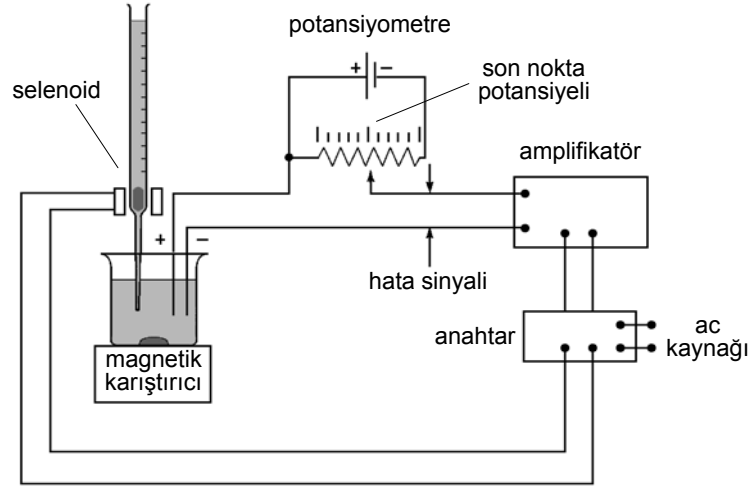 potansiyometre
+ −
son nokta
potansiyeli
selenoid
amplifikatör
+ −
hata sinyali
anahtar
ac
kaynağı
magnetik
karıştırıcı